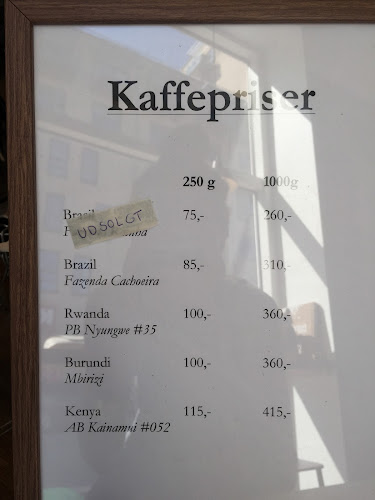 Kaffepriser
250 g 1000g
Brazil 75,- 260,-
UDSOLGT
Brazil 85,- 310,-
Fazenda Cachoeira
Rwanda 100,- 360,-
PB Nyungwe #35
Burundi 100,- 360,-
Mbirizi
Kenya 115,- 415,-
AB Kainamui #052